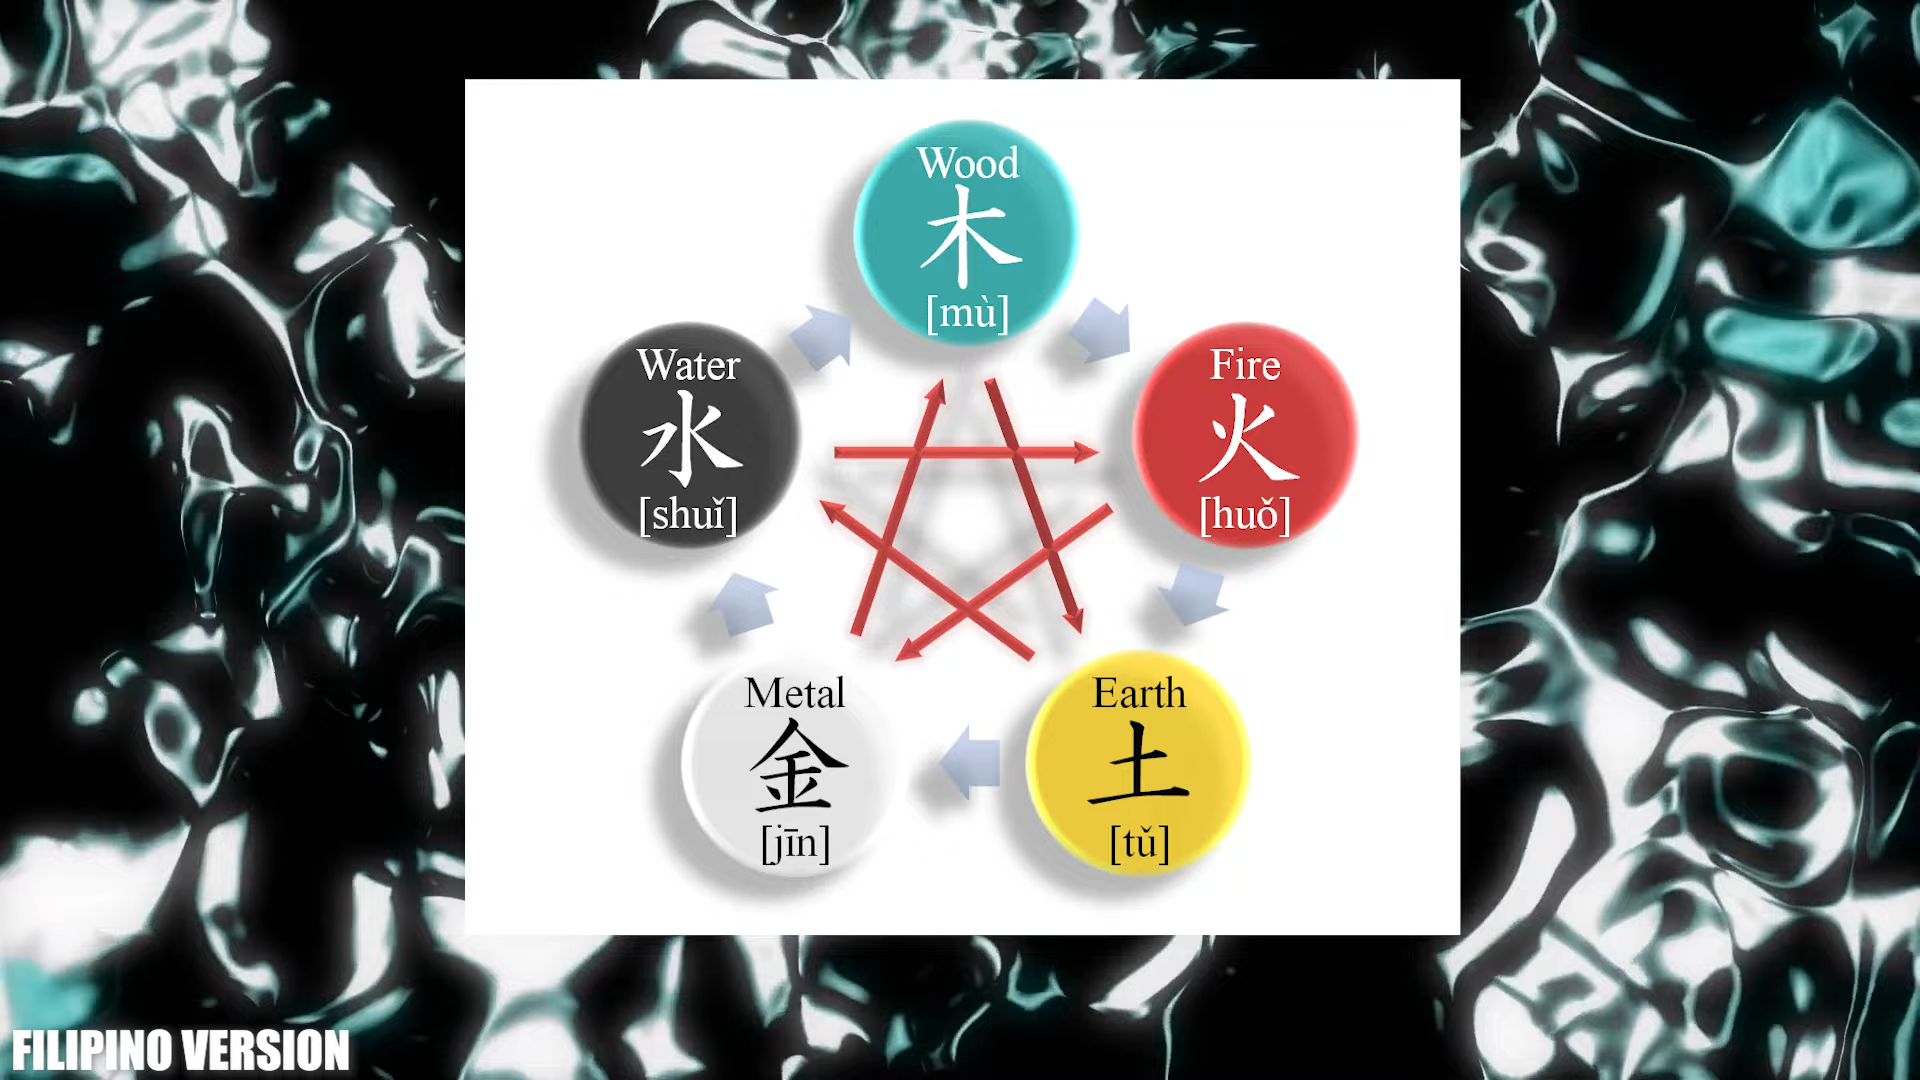 Wood
木
[mù]
Water
水
[shuǐ]
Fire
火
[huǒ]
Metal
金
[jīn]
Earth
土
[tǔ]
FILIPINO VERSION